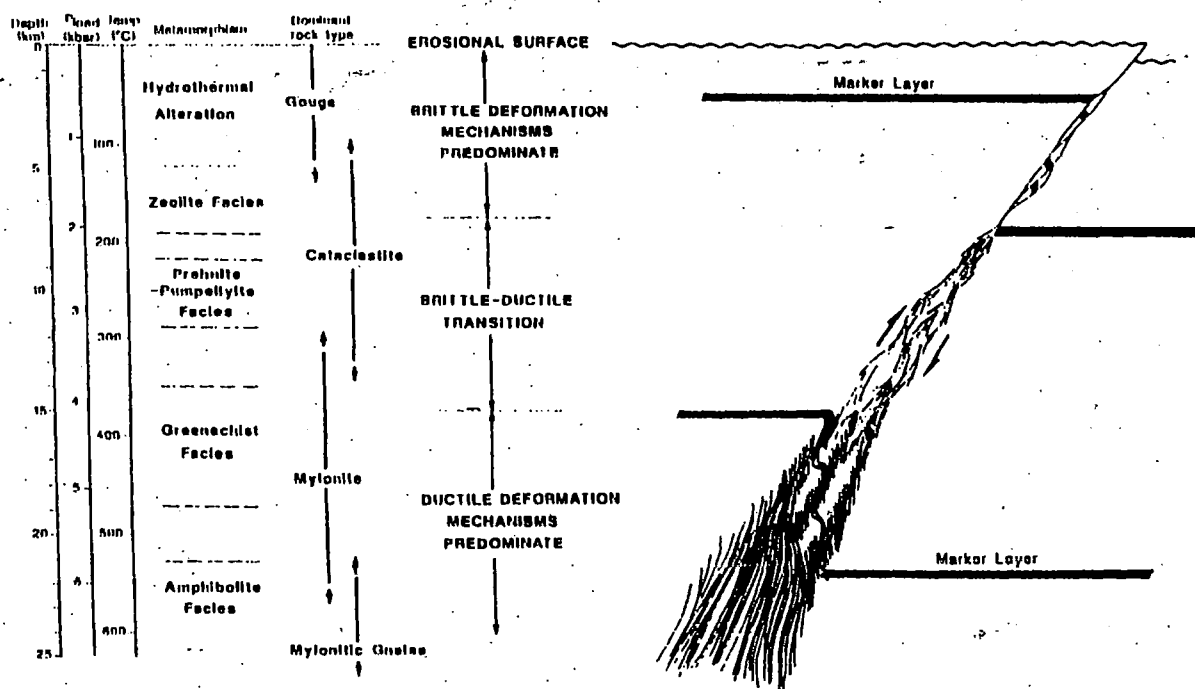 Depth
(km)
Pload
(kbar)
Temp
(°C)
Metamorphism
Dominant
rock type
0
5
10
15
20
25
1
2
3
4
5
6
100
200
300
400
500
600
Hydrothermal
Alteration
Zeolite Facies
Prehnite
-Pumpellyite
Facies
Greenschist
Facies
Amphibolite
Facies
Gouge
Cataclastite
Mylonite
Mylonitic Gneiss
EROSIONAL SURFACE
BRITTLE DEFORMATION
MECHANISMS
PREDOMINATE
BRITTLE-DUCTILE
TRANSITION
DUCTILE DEFORMATION
MECHANISMS
PREDOMINATE
Marker Layer
Marker Layer